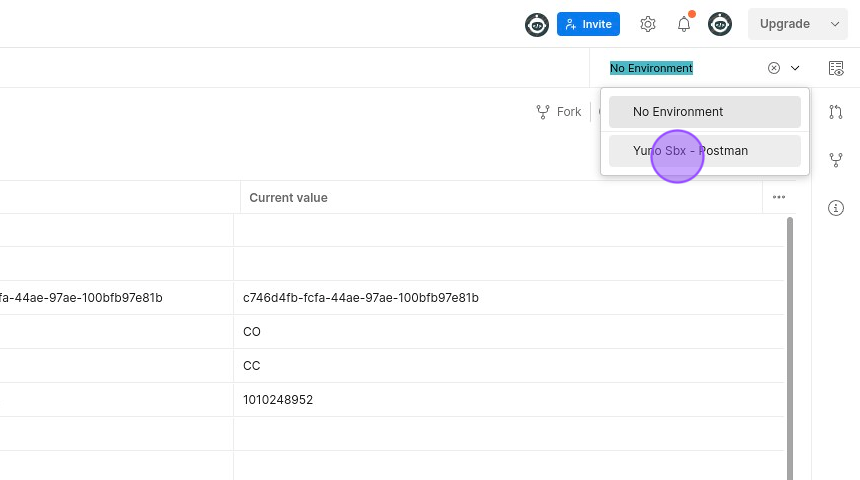 Invite
Upgrade
No Environment
No Environment
Fork
Yuno Sbx - Postman
Current value
fa-44ae-97ae-100bfb97e81b
c746d4fb-fcfa-44ae-97ae-100bfb97e81b
CO
CC
1010248952